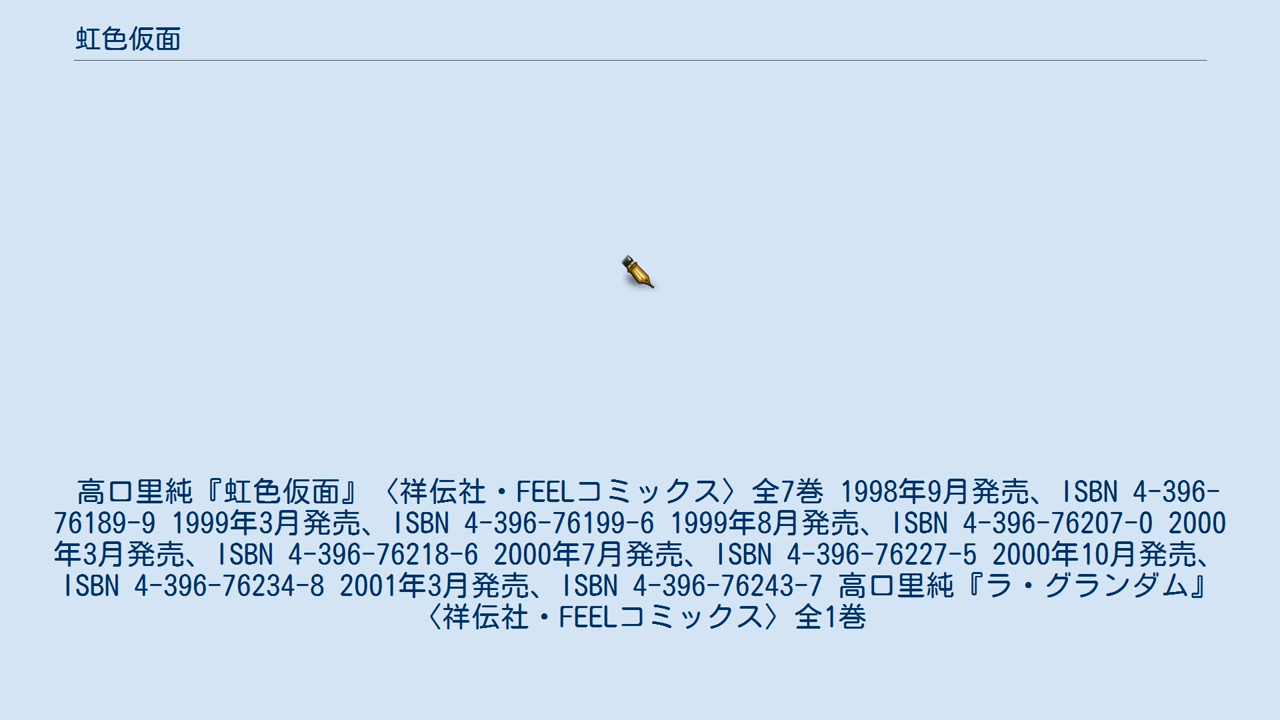 虹色仮面
高口里純『虹色仮面』〈祥伝社・FEELコミックス〉全7巻 1998年9月発売、ISBN 4-396-
76189-9 1999年3月発売、ISBN 4-396-76199-6 1999年8月発売、ISBN 4-396-76207-0 2000
年3月発売、ISBN 4-396-76218-6 2000年7月発売、ISBN 4-396-76227-5 2000年10月発売、
ISBN 4-396-76234-8 2001年3月発売、ISBN 4-396-76243-7 高口里純『ラ・グランダム』
〈祥伝社・FEELコミックス〉全1巻